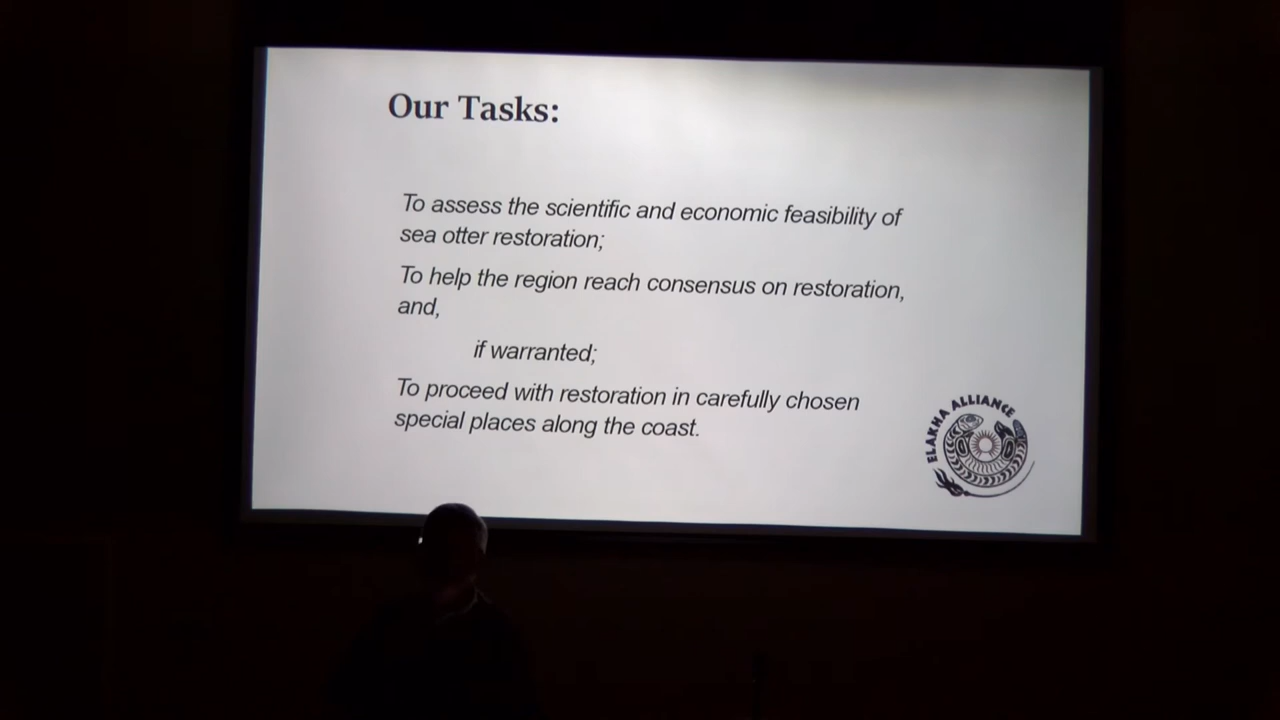 Our Tasks:
To assess the scientific and economic feasibility of
sea otter restoration;
To help the region reach consensus on restoration,
and,
if warranted;
To proceed with restoration in carefully chosen
special places along the coast.
ELAKHA ALLIANCE